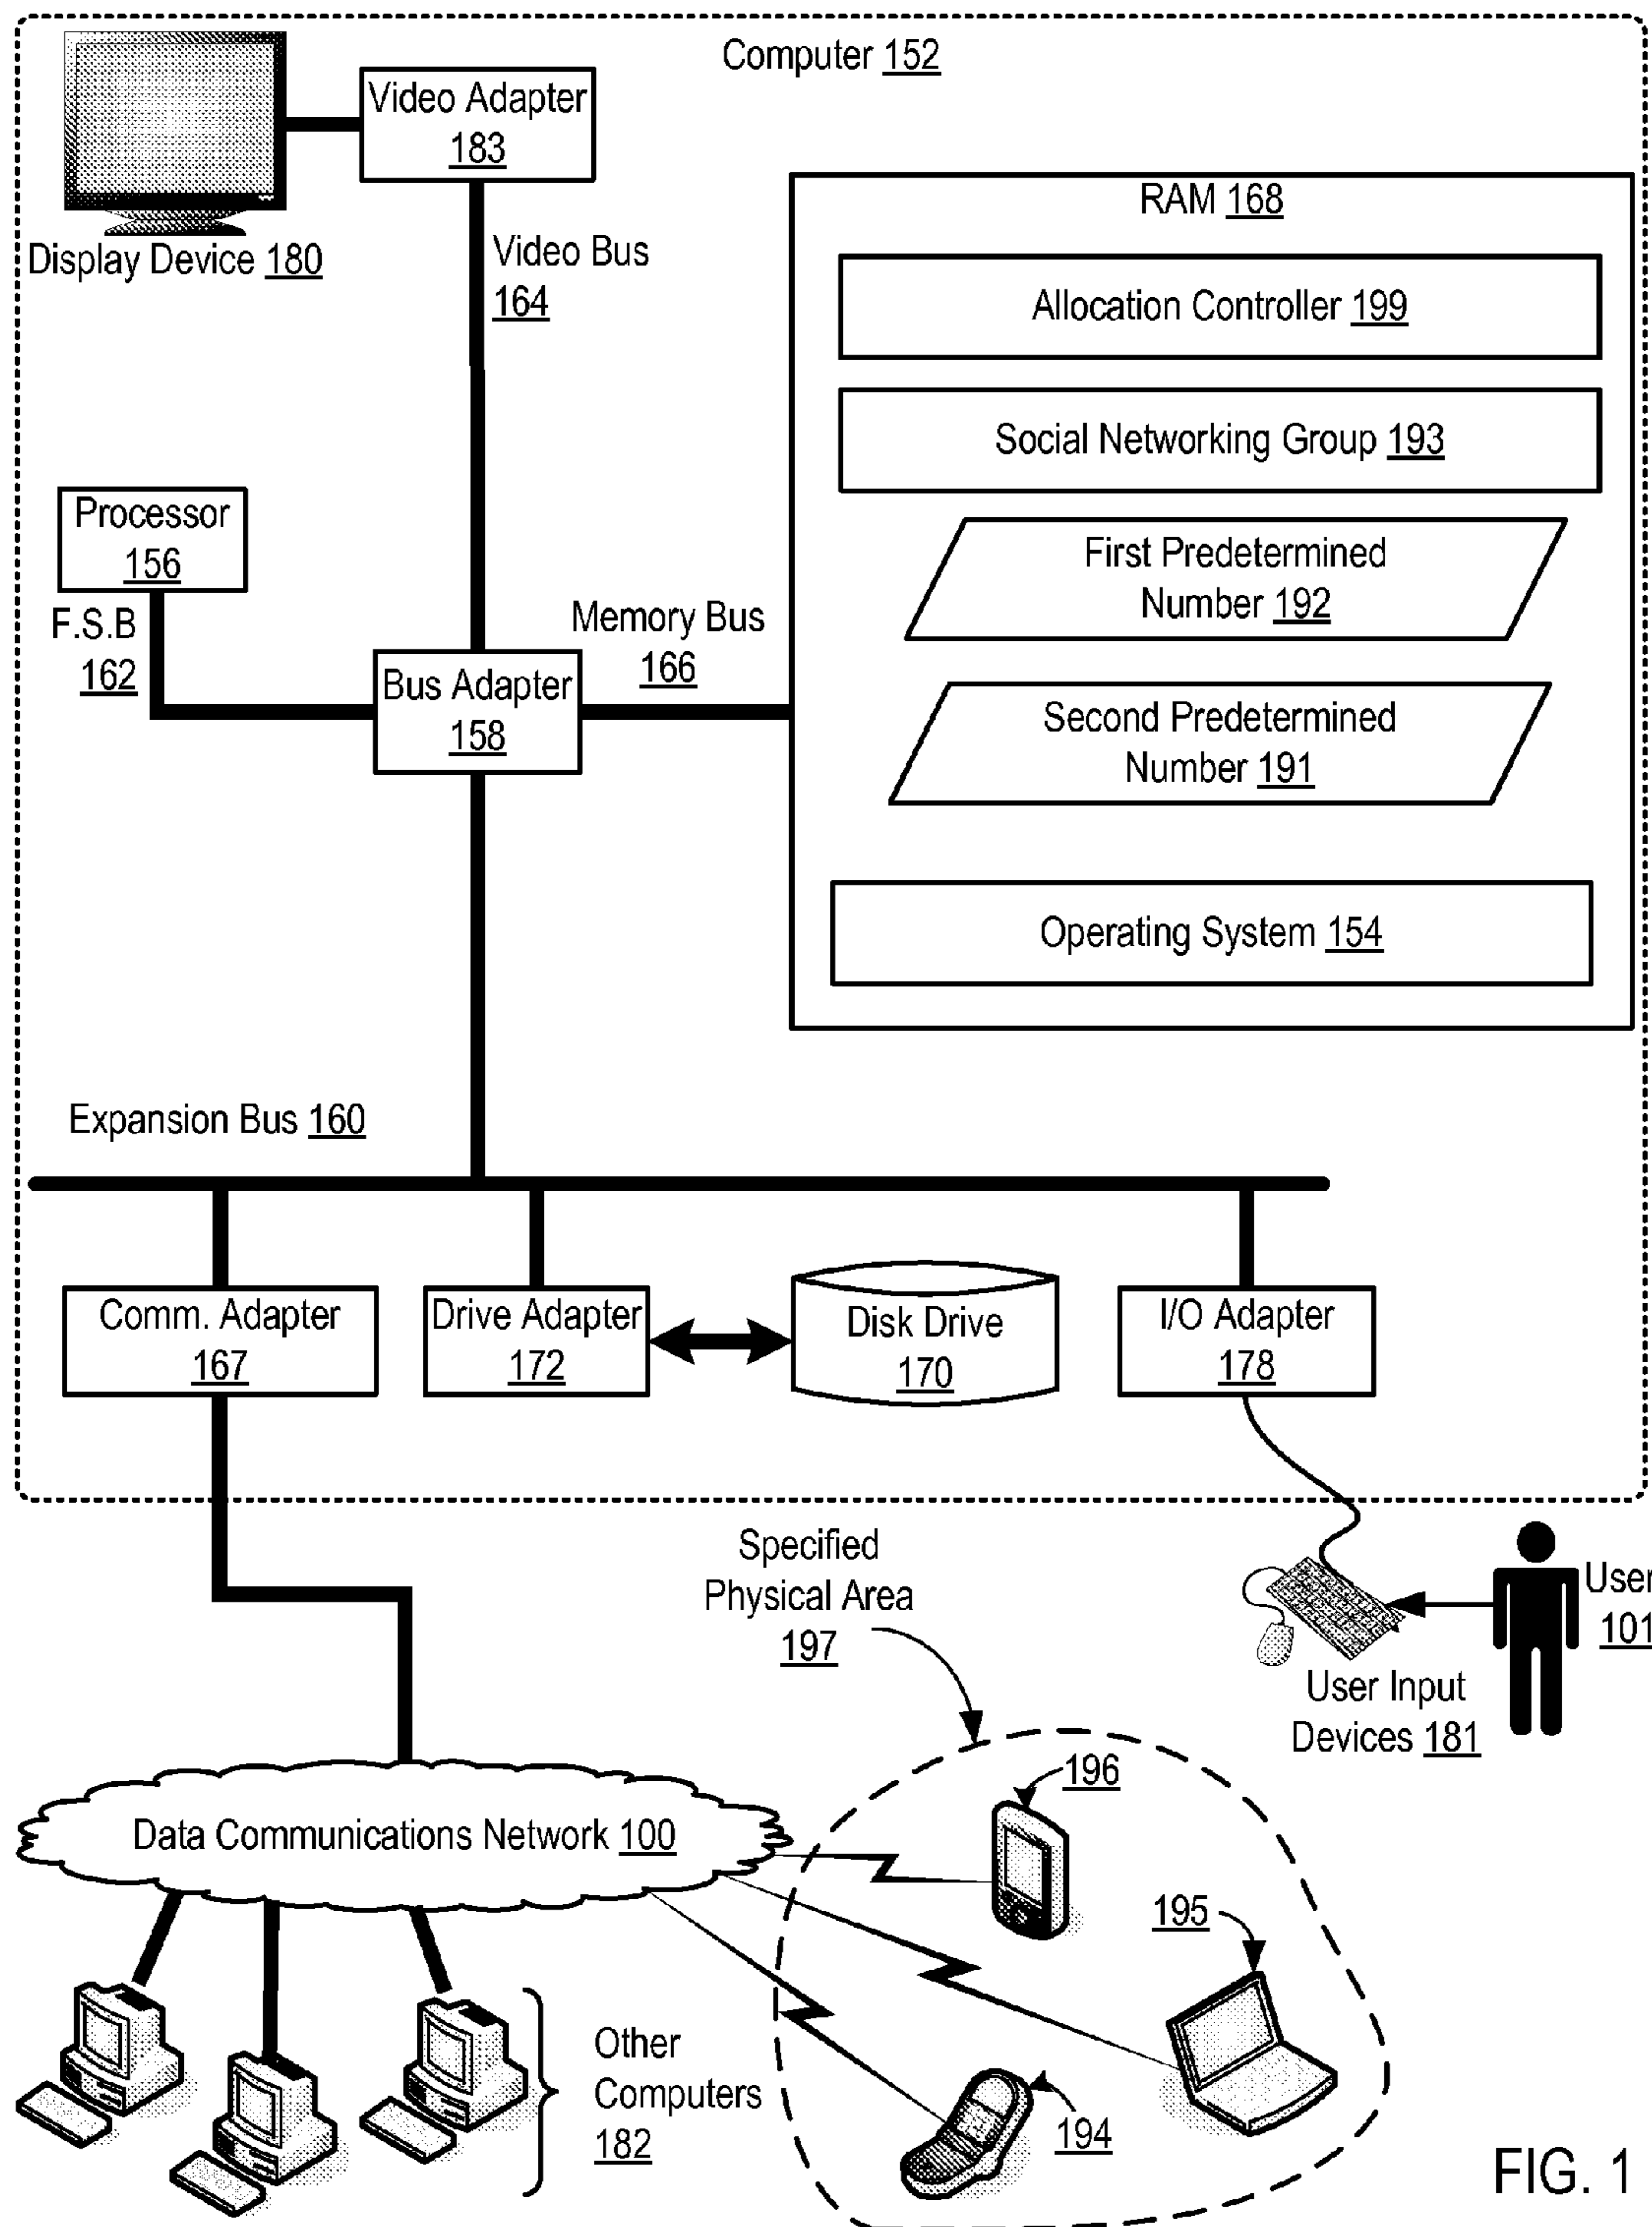 Computer 152
Video Adapter
183
Display Device 180
Video Bus
164
RAM 168
Allocation Controller 199
Social Networking Group 193
First Predetermined
Number 192
Second Predetermined
Number 191
Operating System 154
Processor
156
F.S.B
162
Bus Adapter
158
Memory Bus
166
Expansion Bus 160
Comm. Adapter
167
Drive Adapter
172
Disk Drive
170
I/O Adapter
178
Specified
Physical Area
197
User
101
User Input
Devices 181
Data Communications Network 100
196
195
194
Other
Computers
182
FIG. 1